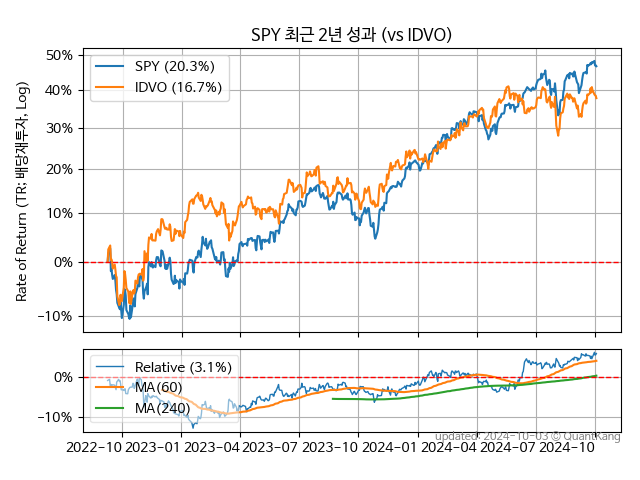 SPY 최근 2년 성과 (vs IDVO)
Rate of Return (TR; 배당재투자, Log)
50%
40%
30%
20%
10%
0%
−10%
SPY (20.3%)
IDVO (16.7%)
0%
−10%
Relative (3.1%)
MA(60)
MA(240)
updated: 2024-10-03 © QuantKang
2022-10 2023-01 2023-04 2023-07 2023-10 2024-01 2024-04 2024-07 2024-10